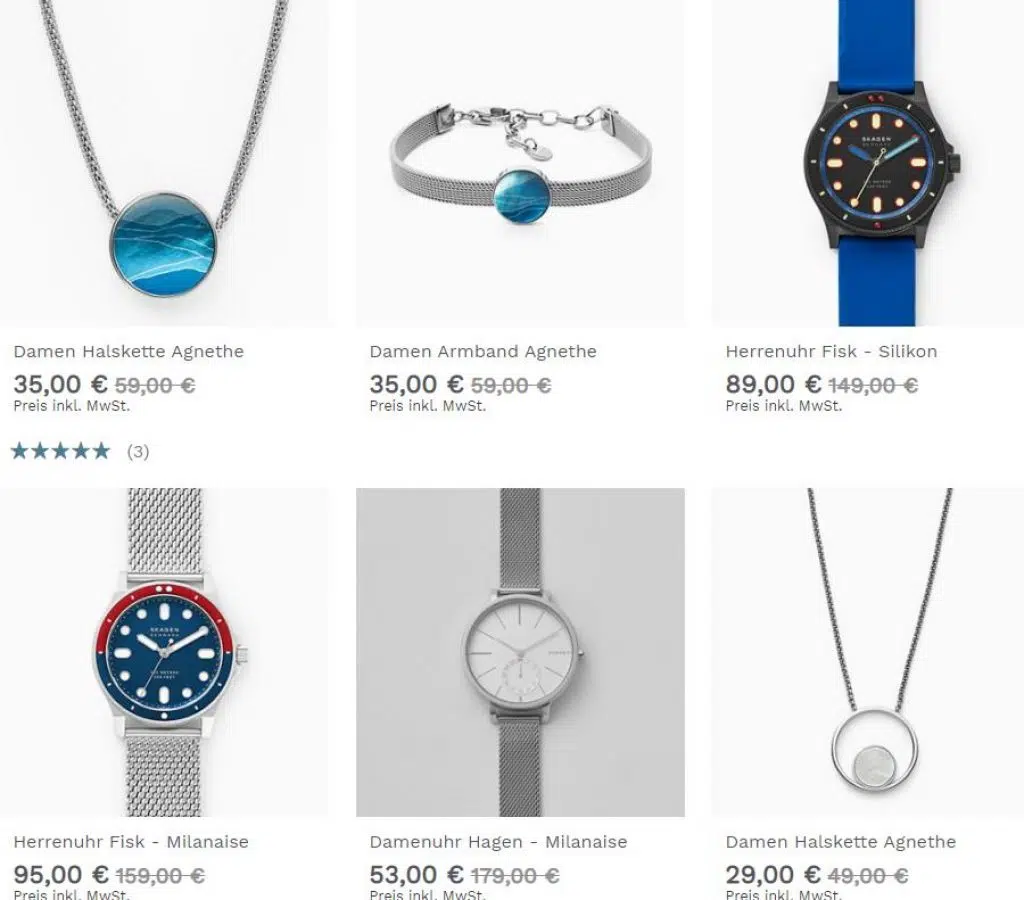 SKAGEN
DENMARK
Damen Halskette Agnethe
35,00 € 59,00 €
Preis inkl. MwSt.
(3)
Damen Armband Agnethe
35,00 € 59,00 €
Preis inkl. MwSt.
Herrenuhr Fisk - Silikon
89,00 € 149,00 €
Preis inkl. MwSt.
SKAGEN
DENMARK
Herrenuhr Fisk - Milanaise
95,00 € 159,00 €
Preis inkl. MwSt.
Damenuhr Hagen - Milanaise
53,00 € 179,00 €
Preis inkl. MwSt.
Damen Halskette Agnethe
29,00 € 49,00 €
Preis inkl. MwSt.